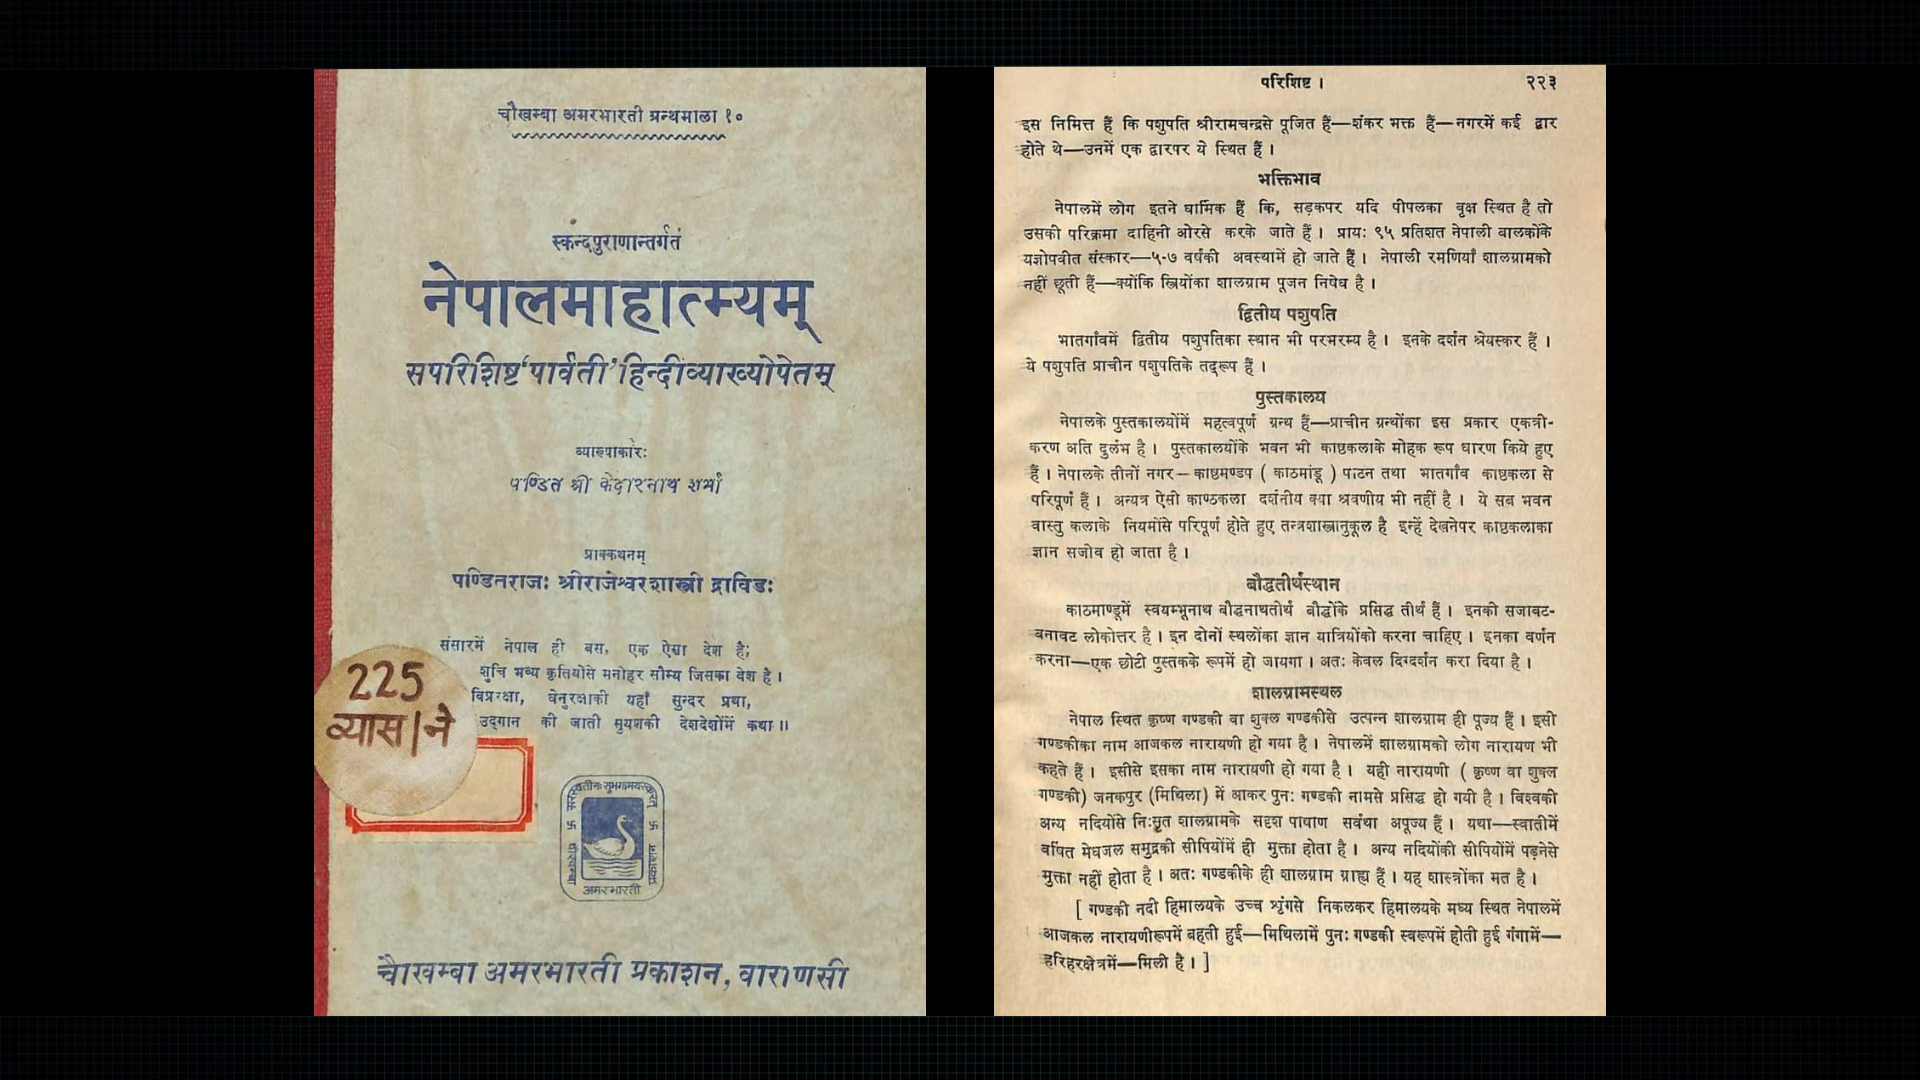 चौखम्बा अमरभारती ग्रन्थमाला १०
स्कन्दपुराणान्तर्गतं
नेपालमाहात्म्यम्
सपरिशिष्ट‘पार्वती’हिन्दीव्याख्योपेतम्
व्याख्याकारः
पण्डित श्री केदारनाथ शर्मा
प्राक्कथनम्
पण्डितराजः श्रीराजेश्वरशास्त्री द्राविडः
संसारमें नेपाल ही बस, एक ऐसा देश है;
शुचि भव्य कृतियोंसे मनोहर सौम्य जिसका वेश है।
विप्ररक्षा, धेनुरक्षाकी यहाँ सुन्दर प्रथा,
उद्गान की जाती सुयशकी देशदेशोंमें कथा॥
225
व्यास/ने
अमरभारती
चौखम्बा अमरभारती प्रकाशन, वाराणसी
परिशिष्ट। २२३
इस निमित्त हैं कि पशुपति श्रीरामचन्द्रसे पूजित हैं—शंकर भक्त हैं—नगरमें कई द्वार
होते थे—उनमें एक द्वारपर ये स्थित हैं।
भक्तिभाव
नेपालमें लोग इतने धार्मिक हैं कि, सड़कपर यदि पीपलका वृक्ष स्थित है तो
उसकी परिक्रमा दाहिनी ओरसे करके जाते हैं। प्रायः ९५ प्रतिशत नेपाली बालकोंके
यज्ञोपवीत संस्कार—५-७ वर्षकी अवस्थामें हो जाते हैं। नेपाली रमणियाँ शालग्रामको
नहीं छूती हैं—क्योंकि स्त्रियोंका शालग्राम पूजन निषेध है।
द्वितीय पशुपति
भातगाँवमें द्वितीय पशुपतिका स्थान भी परमरम्य है। इनके दर्शन श्रेयस्कर हैं।
ये पशुपति प्राचीन पशुपतिके तद्रूप हैं।
पुस्तकालय
नेपालके पुस्तकालयोंमें महत्वपूर्ण ग्रन्थ हैं—प्राचीन ग्रन्थोंका इस प्रकार एकत्री-
करण अति दुर्लभ है। पुस्तकालयोंके भवन भी काष्ठकलाके मोहक रूप धारण किये हुए
हैं। नेपालके तीनों नगर—काष्ठमण्डप ( काठमांडू ) पाटन तथा भातगाँव काष्ठकला से
परिपूर्ण हैं। अन्यत्र ऐसी काष्ठकला दर्शनीय क्या श्रवणीय भी नहीं है। ये सब भवन
वास्तु कलाके नियमोंसे परिपूर्ण होते हुए तन्त्रशास्त्रानुकूल है इन्हें देखनेपर काष्ठकलाका
ज्ञान सजीव हो जाता है।
बौद्धतीर्थस्थान
काठमाण्डूमें स्वयम्भूनाथ बौद्धनाथतीर्थ बौद्धोंके प्रसिद्ध तीर्थ हैं। इनकी सजावट-
बनावट लोकोत्तर है। इन दोनों स्थलोंका ज्ञान यात्रियोंको करना चाहिए। इनका वर्णन
करना—एक छोटी पुस्तकके रूपमें हो जायगा। अतः केवल दिग्दर्शन करा दिया है।
शालग्रामस्थल
नेपाल स्थित कृष्ण गण्डकी वा शुक्ल गण्डकीसे उत्पन्न शालग्राम ही पूज्य हैं। इसी
गण्डकीका नाम आजकल नारायणी हो गया है। नेपालमें शालग्रामको लोग नारायण भी
कहते हैं। इसीसे इसका नाम नारायणी हो गया है। यही नारायणी ( कृष्ण वा शुक्ल
गण्डकी) जनकपुर (मिथिला) में आकर पुनः गण्डकी नामसे प्रसिद्ध हो गयी है। विश्वकी
अन्य नदियोंसे निःसृत शालग्रामके सदृश पाषाण सर्वथा अपूज्य हैं। यथा—स्वातीमें
वर्षित मेघजल समुद्रकी सीपियोंमें ही मुक्ता होता है। अन्य नदियोंकी सीपियोंमें पड़नेसे
मुक्ता नहीं होता है। अतः गण्डकीके ही शालग्राम ग्राह्य हैं। यह शास्त्रोंका मत है।
[ गण्डकी नदी हिमालयके उच्च शृंगसे निकलकर हिमालयके मध्य स्थित नेपालमें
आजकल नारायणीरूपमें बहती हुई—मिथिलामें पुनः गण्डकी स्वरूपमें होती हुई गंगामें—
हरिहरक्षेत्रमें—मिली है। ]